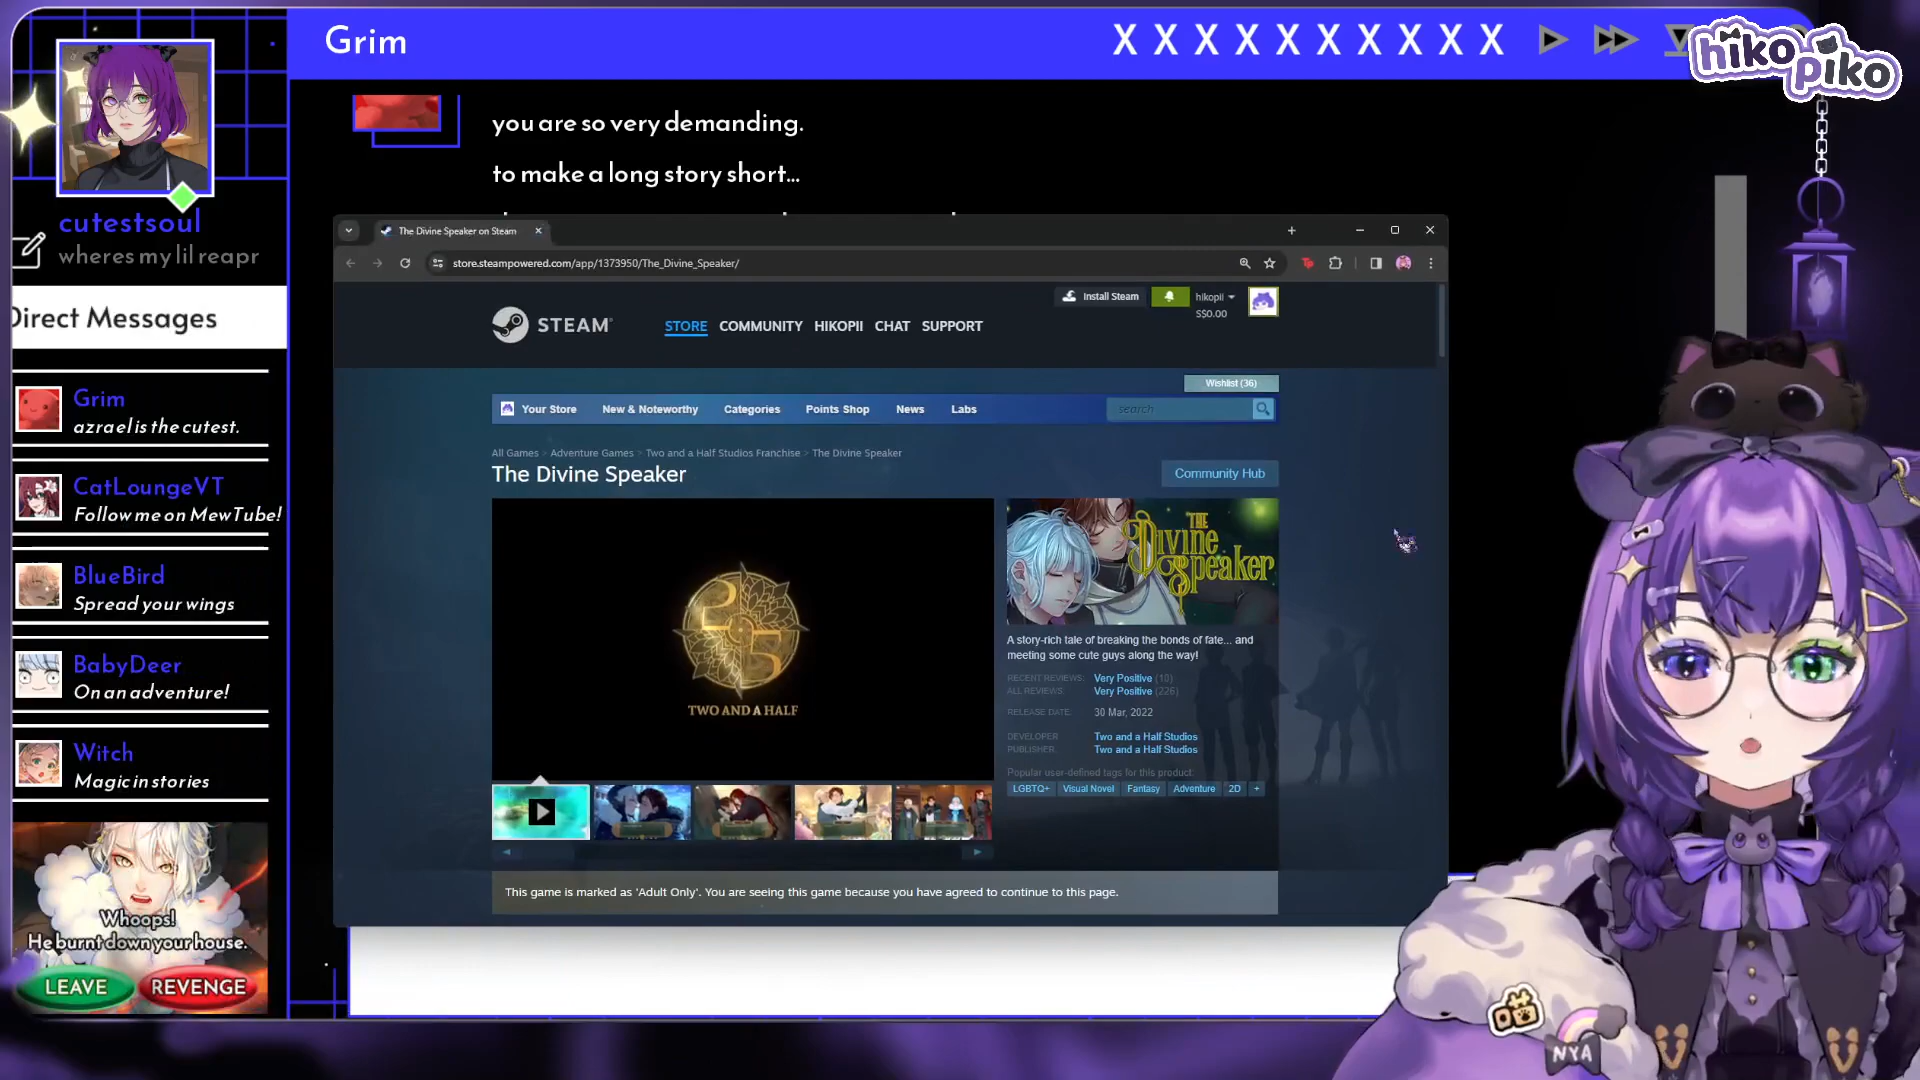 Grim
X X X X X X X X X X
hiko piko
cutestsoul
wheres my lil reapr
Direct Messages
Grim
azrael is the cutest.
CatLoungeVT
Follow me on MewTube!
BlueBird
Spread your wings
BabyDeer
On an adventure!
Witch
Magic in stories
Whoops!
He burnt down your house.
LEAVE
REVENGE
you are so very demanding.
to make a long story short...
The Divine Speaker on Steam
store.steampowered.com/app/1373950/The_Divine_Speaker/
Install Steam
hikopii
S$0.00
STEAM
STORE
COMMUNITY
HIKOPII
CHAT
SUPPORT
Wishlist (36)
Your Store
New & Noteworthy
Categories
Points Shop
News
Labs
search
All Games > Adventure Games > Two and a Half Studios Franchise > The Divine Speaker
The Divine Speaker
Community Hub
2.5
TWO AND A HALF
THE Divine Speaker
A story-rich tale of breaking the bonds of fate... and
meeting some cute guys along the way!
RECENT REVIEWS: Very Positive (10)
ALL REVIEWS: Very Positive (226)
RELEASE DATE: 30 Mar, 2022
DEVELOPER: Two and a Half Studios
PUBLISHER: Two and a Half Studios
Popular user-defined tags for this product:
LGBTQ+ Visual Novel Fantasy Adventure 2D +
This game is marked as 'Adult Only'. You are seeing this game because you have agreed to continue to this page.
NYA